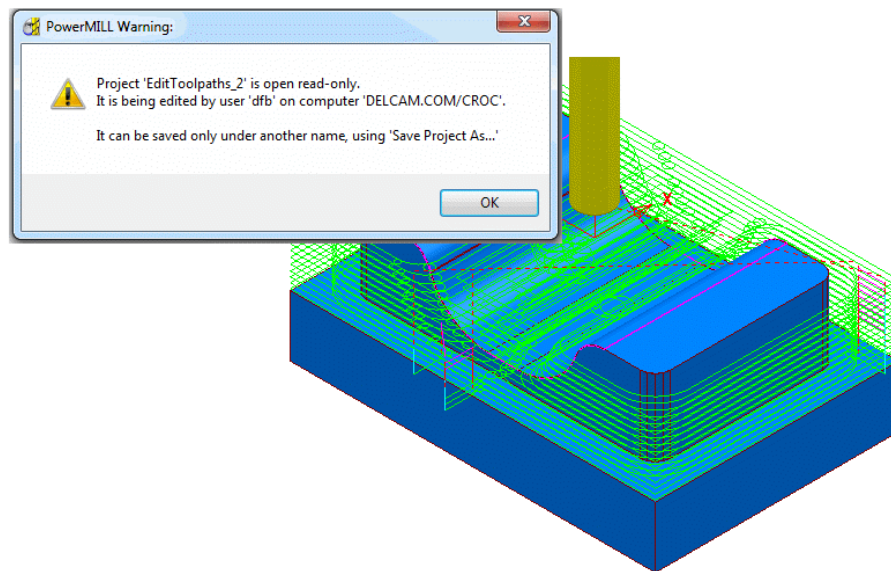 PowerMILL Warning:
Project 'EditToolpaths_2' is open read-only.
It is being edited by user 'dfb' on computer 'DELCAM.COM/CROC'.
It can be saved only under another name, using 'Save Project As...'
OK
X